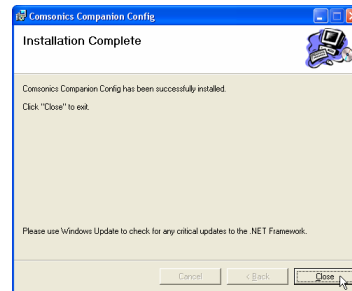 Comsonics Companion Config
Installation Complete
Comsonics Companion Config has been successfully installed.
Click "Close" to exit.
Please use Windows Update to check for any critical updates to the .NET Framework.
Cancel
< Back
Close